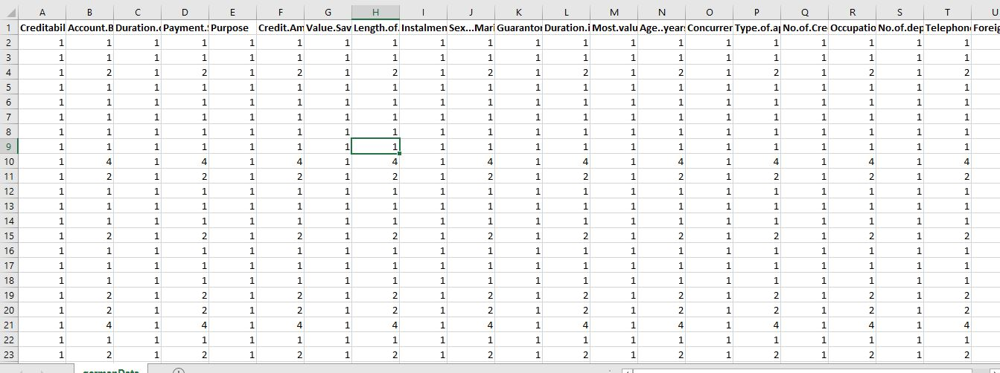 A B C D E F G H I J K L M N O P Q R S T U
1 Creditabil Account.B Duration.o Payment.S Purpose Credit.Am Value.Sav Length.of. Instalmen Sex...Mari Guaranto Duration.i Most.valu Age..years Concurren Type.of.a No.of.Cre Occupatio No.of.dep Telephon Foreig
2 1 1 1 1 1 1 1 1 1 1 1 1 1 1 1 1 1 1 1 1
3 1 1 1 1 1 1 1 1 1 1 1 1 1 1 1 1 1 1 1 1
4 1 2 1 2 1 2 1 2 1 2 1 2 1 2 1 2 1 2 1 2
5 1 1 1 1 1 1 1 1 1 1 1 1 1 1 1 1 1 1 1 1
6 1 1 1 1 1 1 1 1 1 1 1 1 1 1 1 1 1 1 1 1
7 1 1 1 1 1 1 1 1 1 1 1 1 1 1 1 1 1 1 1 1
8 1 1 1 1 1 1 1 1 1 1 1 1 1 1 1 1 1 1 1 1
9 1 1 1 1 1 1 1 1 1 1 1 1 1 1 1 1 1 1 1 1
10 1 4 1 4 1 4 1 4 1 4 1 4 1 4 1 4 1 4 1 4
11 1 2 1 2 1 2 1 2 1 2 1 2 1 2 1 2 1 2 1 2
12 1 1 1 1 1 1 1 1 1 1 1 1 1 1 1 1 1 1 1 1
13 1 1 1 1 1 1 1 1 1 1 1 1 1 1 1 1 1 1 1 1
14 1 1 1 1 1 1 1 1 1 1 1 1 1 1 1 1 1 1 1 1
15 1 2 1 2 1 2 1 2 1 2 1 2 1 2 1 2 1 2 1 2
16 1 1 1 1 1 1 1 1 1 1 1 1 1 1 1 1 1 1 1 1
17 1 1 1 1 1 1 1 1 1 1 1 1 1 1 1 1 1 1 1 1
18 1 1 1 1 1 1 1 1 1 1 1 1 1 1 1 1 1 1 1 1
19 1 2 1 2 1 2 1 2 1 2 1 2 1 2 1 2 1 2 1 2
20 1 2 1 2 1 2 1 2 1 2 1 2 1 2 1 2 1 2 1 2
21 1 4 1 4 1 4 1 4 1 4 1 4 1 4 1 4 1 4 1 4
22 1 1 1 1 1 1 1 1 1 1 1 1 1 1 1 1 1 1 1 1
23 1 2 1 2 1 2 1 2 1 2 1 2 1 2 1 2 1 2 1 2
germanData